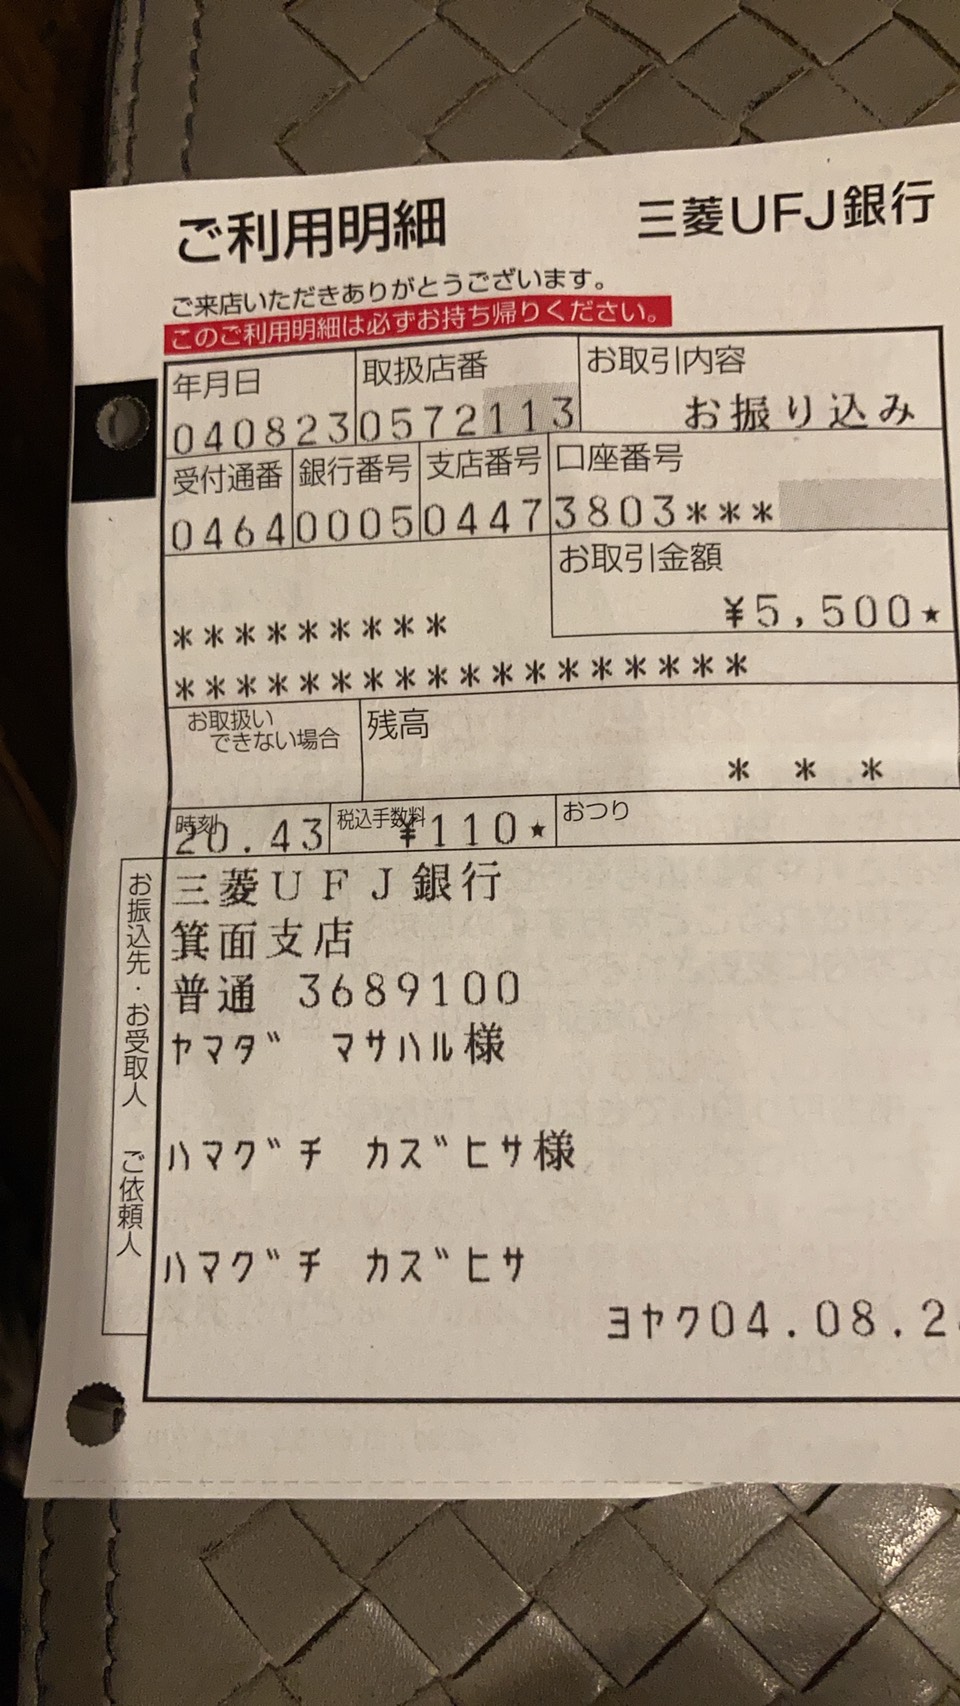 ご利用明細 三菱UFJ銀行
ご来店いただきありがとうございます。
このご利用明細は必ずお持ち帰りください。
年月日 取扱店番 お取引内容
040823 0572113 お振り込み
受付通番 銀行番号 支店番号 口座番号
0464 0005 0447 3803***
お取引金額
¥5,500★
*********
*******************
お取扱い
できない場合
残高
* * *
時刻 税込手数料 おつり
20.43 ¥110★
お振込先・お受取人 ご依頼人
三菱UFJ銀行
箕面支店
普通 3689100
ヤマダ マサハル様
ハマグチ カズヒサ様
ハマグチ カズヒサ
ヨヤク04.08.2